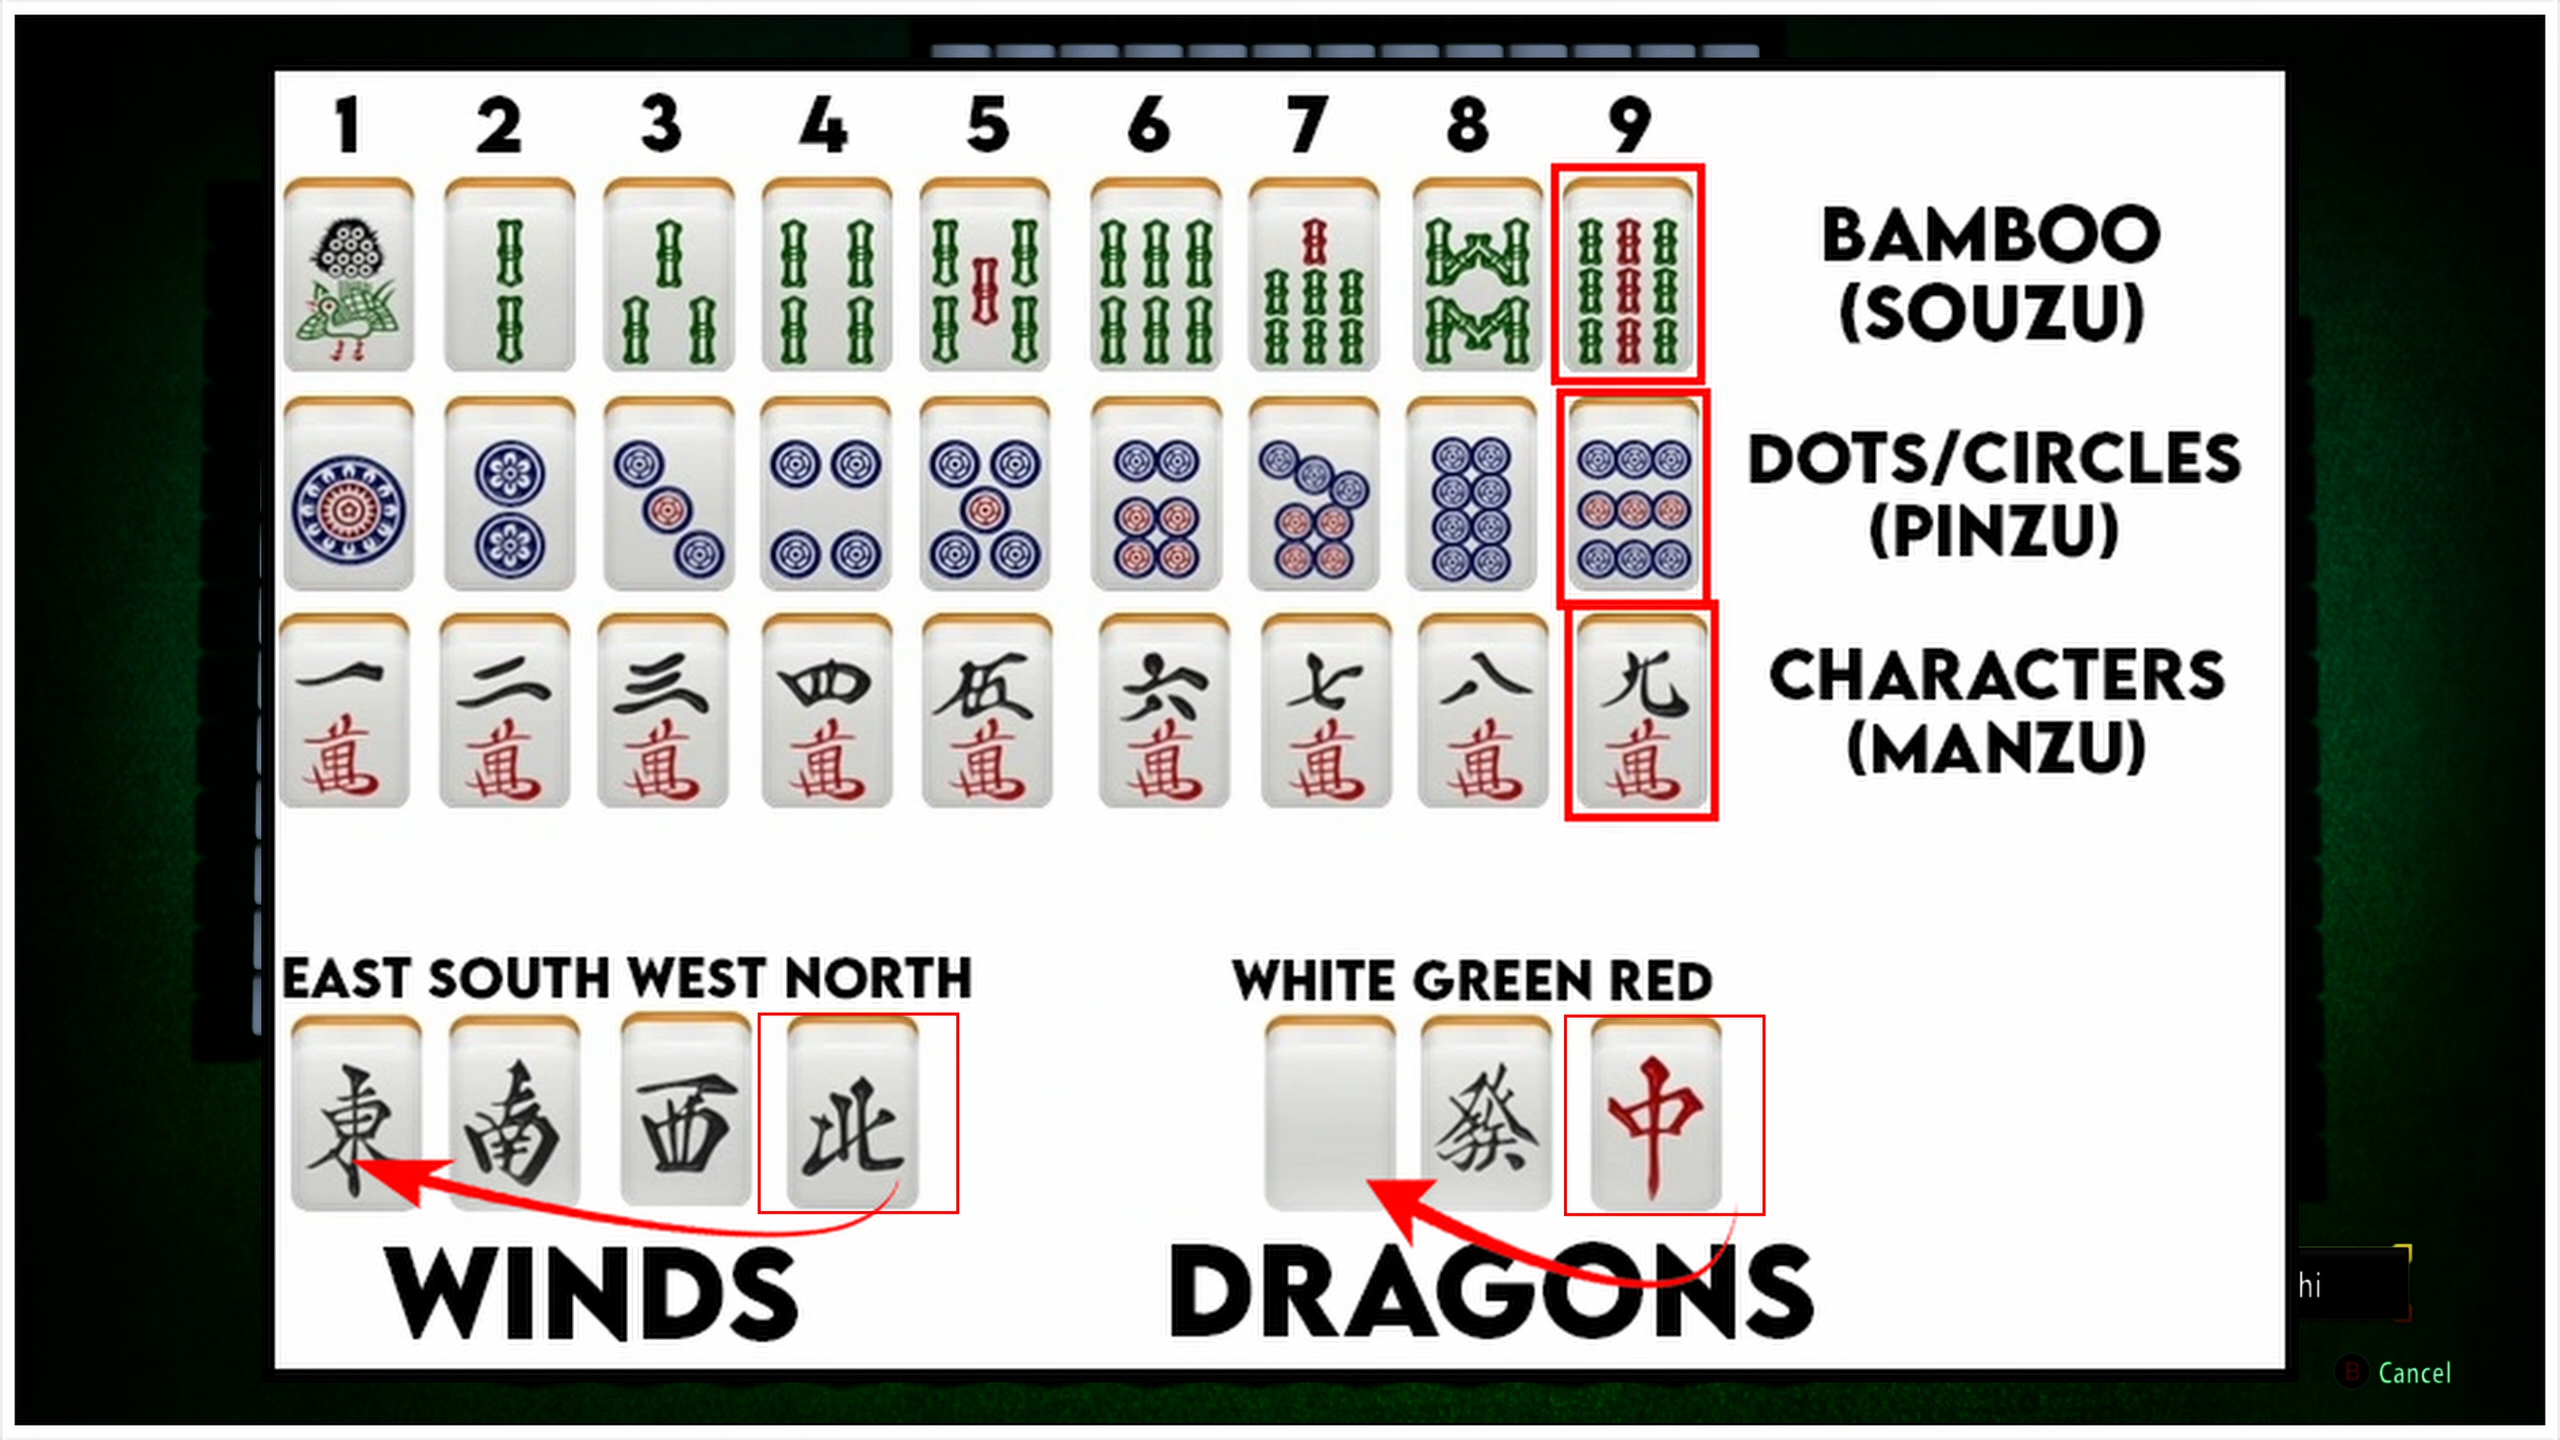 1 2 3 4 5 6 7 8 9
BAMBOO
(SOUZU)
DOTS/CIRCLES
(PINZU)
一 二 三 四 伍 六 七 八 九
萬 萬 萬 萬 萬 萬 萬 萬 萬
CHARACTERS
(MANZU)
EAST SOUTH WEST NORTH
東 南 西 北
WINDS
WHITE GREEN RED
發 中
DRAGONS
hi
B Cancel